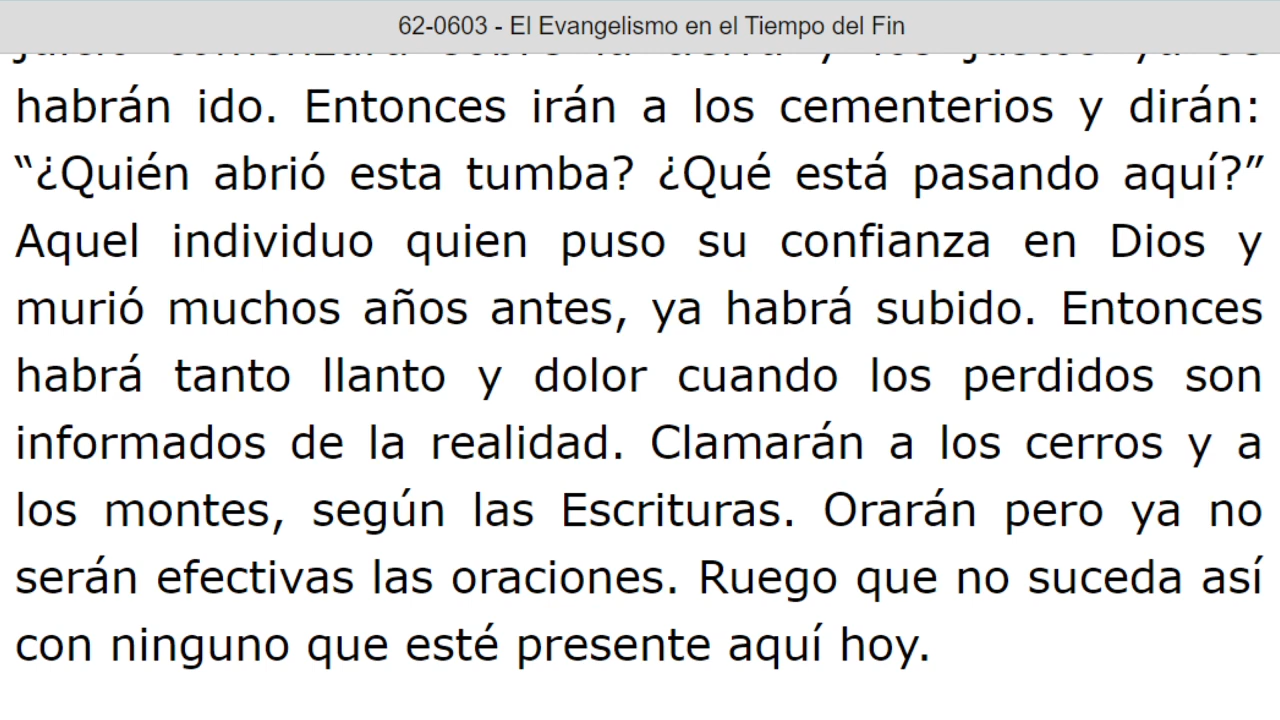 62-0603 - El Evangelismo en el Tiempo del Fin
habrán ido. Entonces irán a los cementerios y dirán:
“¿Quién abrió esta tumba? ¿Qué está pasando aquí?”
Aquel individuo quien puso su confianza en Dios y
murió muchos años antes, ya habrá subido. Entonces
habrá tanto llanto y dolor cuando los perdidos son
informados de la realidad. Clamarán a los cerros y a
los montes, según las Escrituras. Orarán pero ya no
serán efectivas las oraciones. Ruego que no suceda así
con ninguno que esté presente aquí hoy.